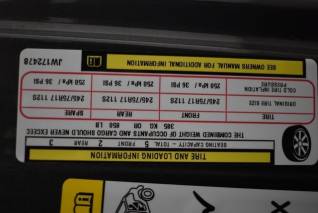 TIRE AND LOADING INFORMATION
SEATING CAPACITY - TOTAL 5 FRONT 2 REAR 3
THE COMBINED WEIGHT OF OCCUPANTS AND CARGO SHOULD NEVER EXCEED
385 KG OR 850 LB
TIRE FRONT REAR SPARE
ORIGINAL TIRE SIZE 245/75R17 112S 245/75R17 112S 245/75R17 112S
COLD TIRE INFLATION PRESSURE 250 kPa / 36 PSI 250 kPa / 36 PSI 250 kPa / 36 PSI
SEE OWNERS MANUAL FOR ADDITIONAL INFORMATION JW172478